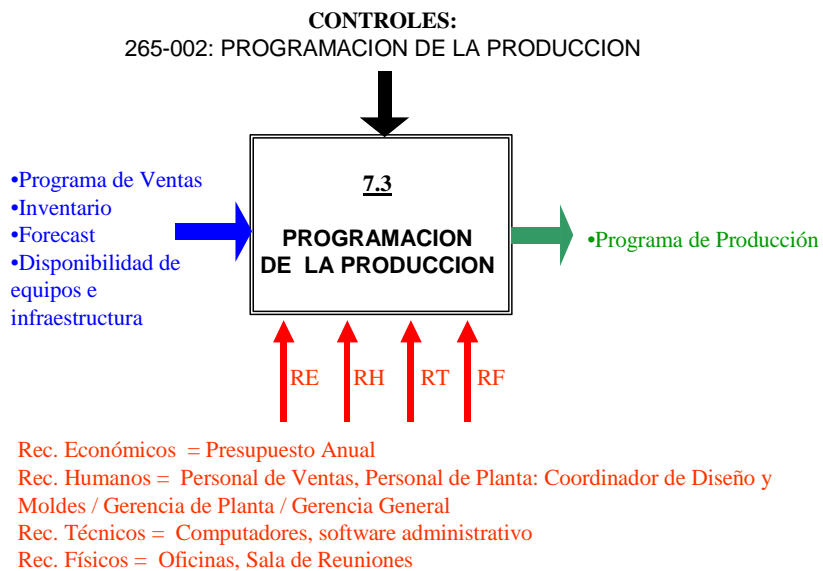 CONTROLES:
265-002: PROGRAMACION DE LA PRODUCCION
•Programa de Ventas
•Inventario
•Forecast
•Disponibilidad de
equipos e
infraestructura
7.3
PROGRAMACION
DE LA PRODUCCION
•Programa de Producción
RE RH RT RF
Rec. Económicos = Presupuesto Anual
Rec. Humanos = Personal de Ventas, Personal de Planta: Coordinador de Diseño y
Moldes / Gerencia de Planta / Gerencia General
Rec. Técnicos = Computadores, software administrativo
Rec. Físicos = Oficinas, Sala de Reuniones